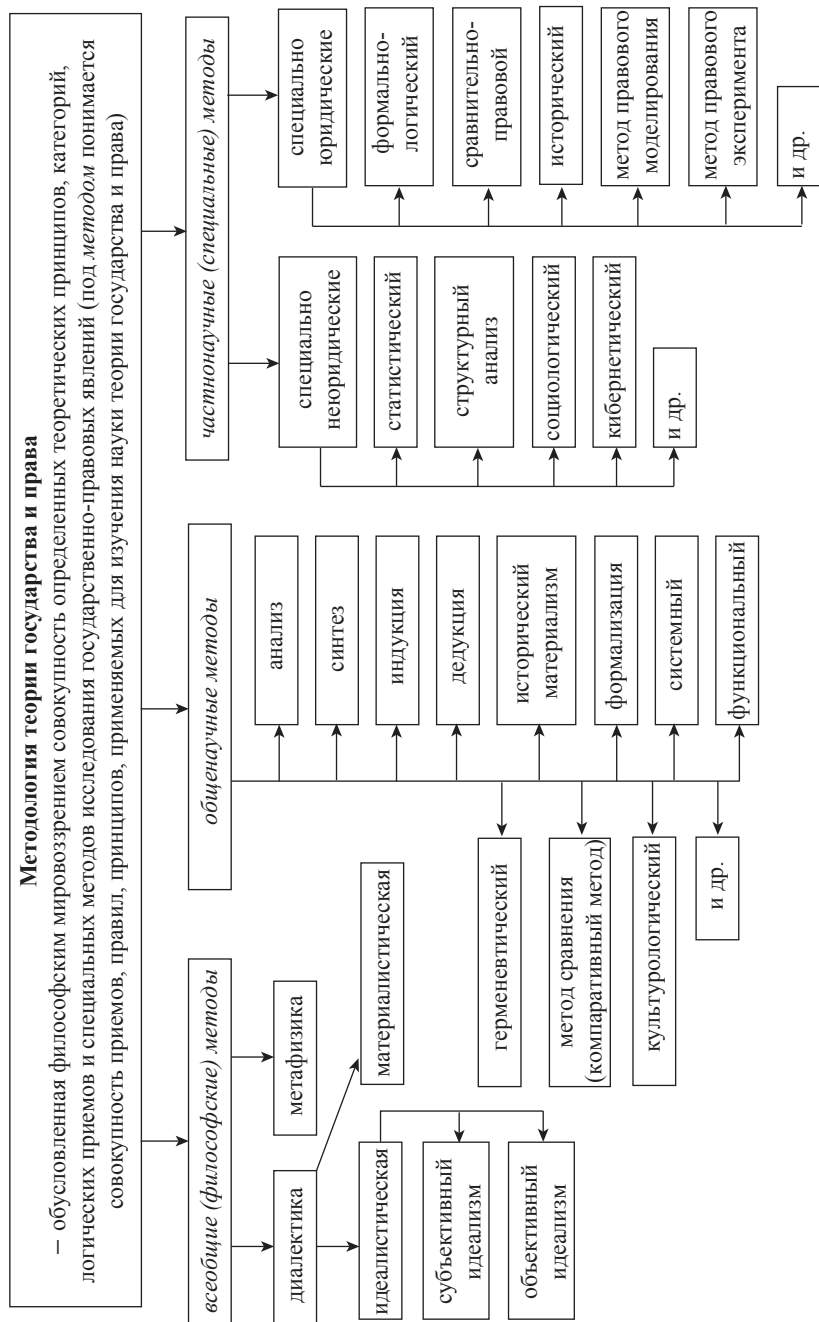 Методология теории государства и права
– обусловленная философским мировоззрением совокупность определенных теоретических принципов, категорий,
логических приемов и специальных методов исследования государственно-правовых явлений (под методом понимается
совокупность приемов, правил, принципов, применяемых для изучения науки теории государства и права)
всеобщие (философские) методы
диалектика
метафизика
идеалистическая
материалистическая
субъективный
идеализм
объективный
идеализм
общенаучные методы
анализ
синтез
индукция
дедукция
исторический
материализм
формализация
системный
функциональный
герменевтический
метод сравнения
(компаративный метод)
культурологический
и др.
частнонаучные (специальные) методы
специально
неюридические
статистический
структурный
анализ
социологический
кибернетический
и др.
специально
юридические
формально-
логический
сравнительно-
правовой
исторический
метод правового
моделирования
метод правового
эксперимента
и др.